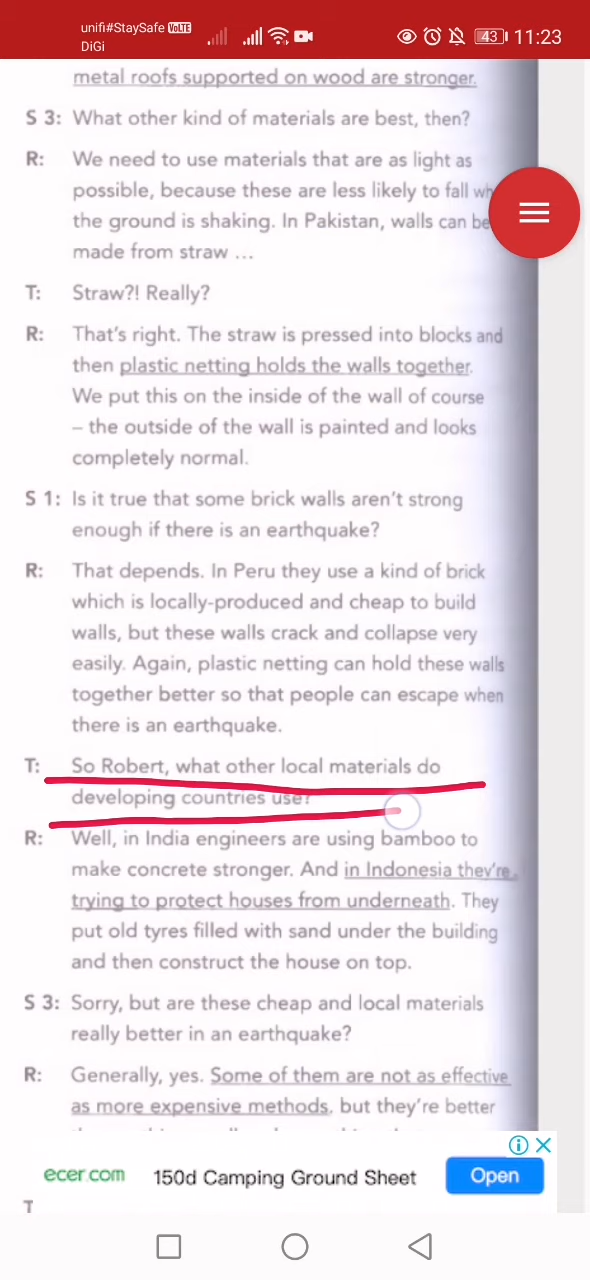 unifi#StaySafe VoLTE
DiGi
43 11:23
metal roofs supported on wood are stronger.
S 3: What other kind of materials are best, then?
R: We need to use materials that are as light as
possible, because these are less likely to fall wh
the ground is shaking. In Pakistan, walls can be
made from straw ...
T: Straw?! Really?
R: That's right. The straw is pressed into blocks and
then plastic netting holds the walls together.
We put this on the inside of the wall of course
– the outside of the wall is painted and looks
completely normal.
S 1: Is it true that some brick walls aren't strong
enough if there is an earthquake?
R: That depends. In Peru they use a kind of brick
which is locally-produced and cheap to build
walls, but these walls crack and collapse very
easily. Again, plastic netting can hold these walls
together better so that people can escape when
there is an earthquake.
T: So Robert, what other local materials do
developing countries use?
R: Well, in India engineers are using bamboo to
make concrete stronger. And in Indonesia they're
trying to protect houses from underneath. They
put old tyres filled with sand under the building
and then construct the house on top.
S 3: Sorry, but are these cheap and local materials
really better in an earthquake?
R: Generally, yes. Some of them are not as effective
as more expensive methods, but they're better
ecer.com 150d Camping Ground Sheet Open
T